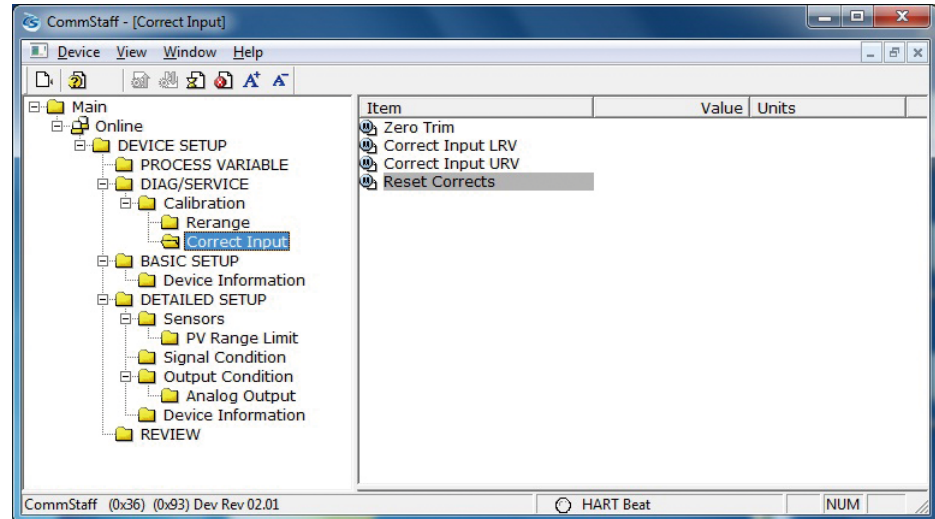 CommStaff - [Correct Input]
Device View Window Help
A+ A-
Main
Online
DEVICE SETUP
PROCESS VARIABLE
DIAG/SERVICE
Calibration
Rerange
Correct Input
BASIC SETUP
Device Information
DETAILED SETUP
Sensors
PV Range Limit
Signal Condition
Output Condition
Analog Output
Device Information
REVIEW
Item Value Units
Zero Trim
Correct Input LRV
Correct Input URV
Reset Corrects
CommStaff (0x36) (0x93) Dev Rev 02.01 HART Beat NUM